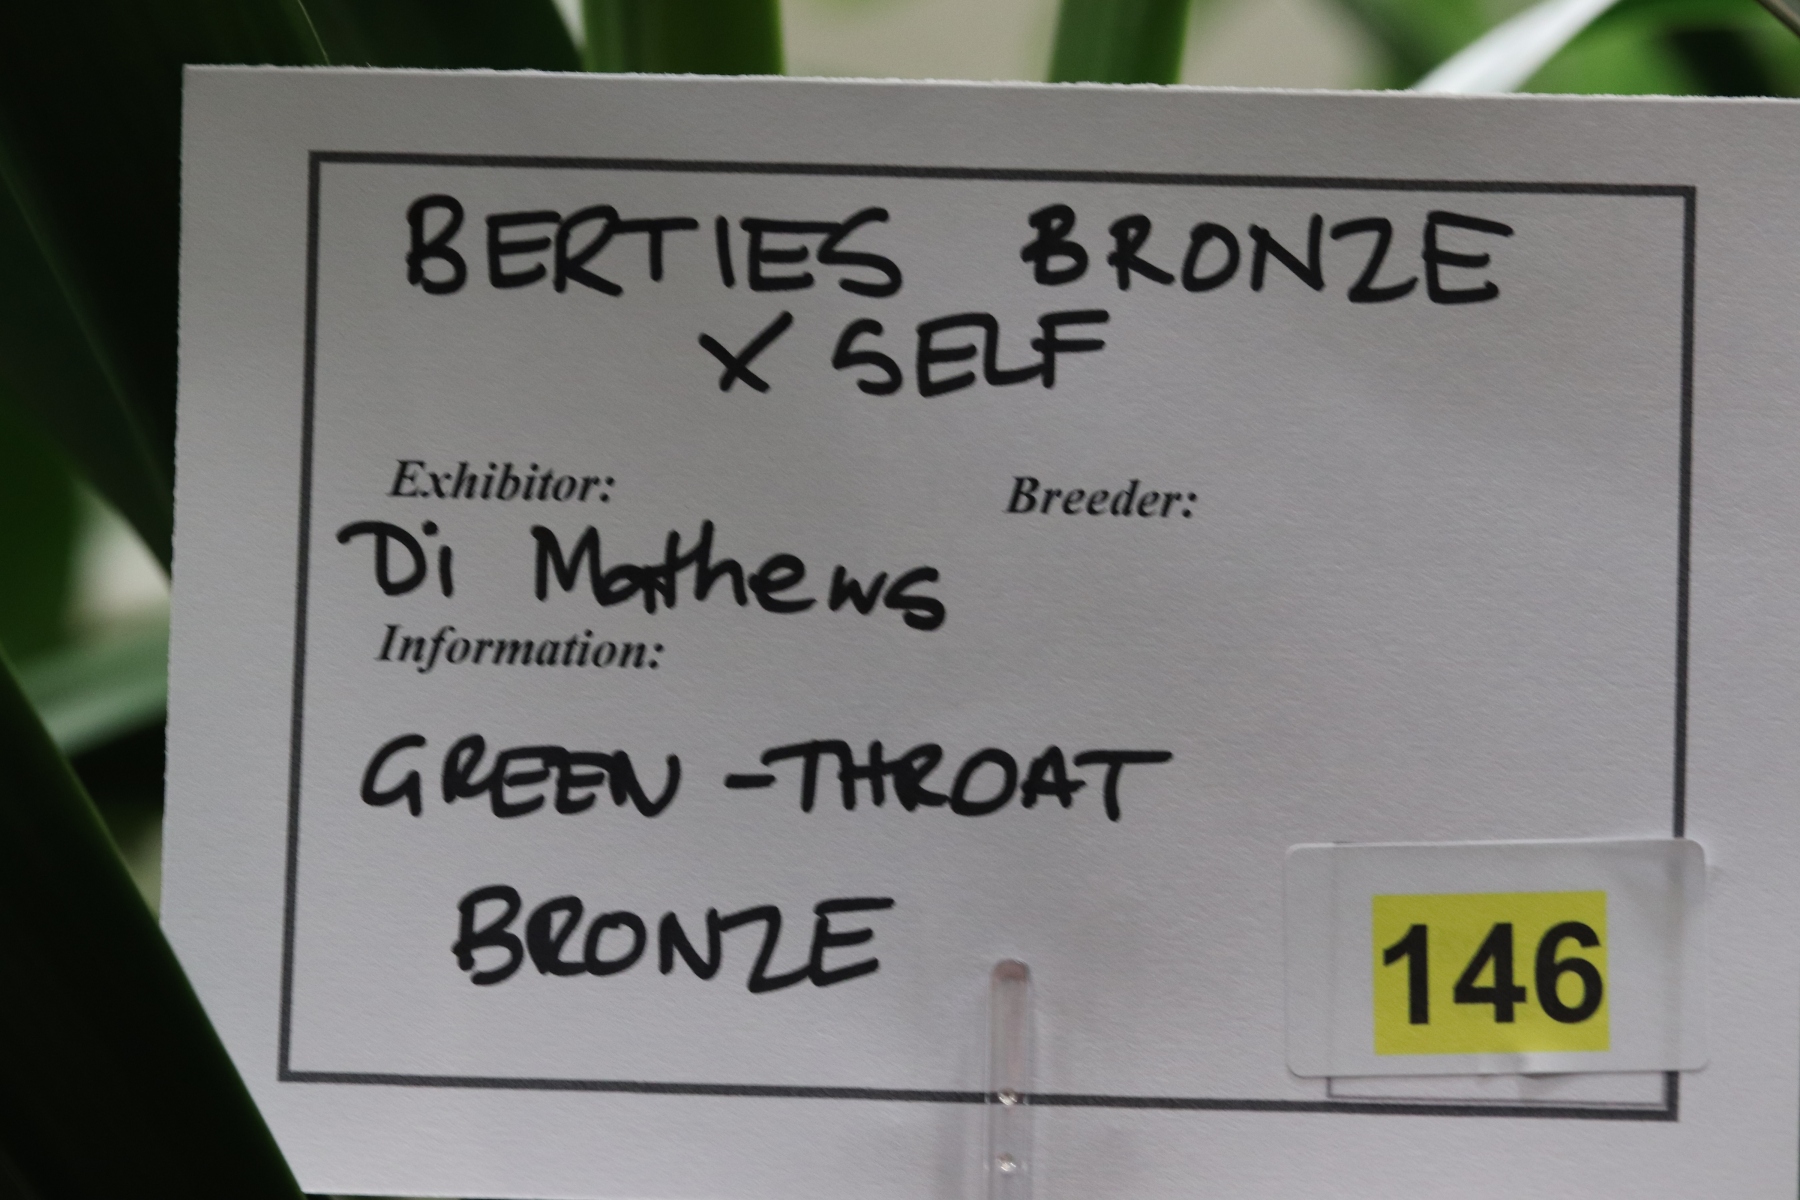 BERTIES BRONZE
X SELF
Exhibitor: Breeder:
Di Mathews
Information:
GREEN -THROAT
BRONZE
146